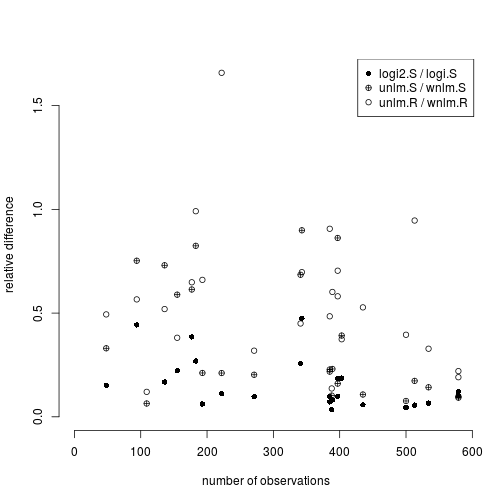 logi2.S / logi.S
unlm.S / wnlm.S
unlm.R / wnlm.R
1.5
1.0
0.5
0.0
relative difference
0 100 200 300 400 500 600
number of observations